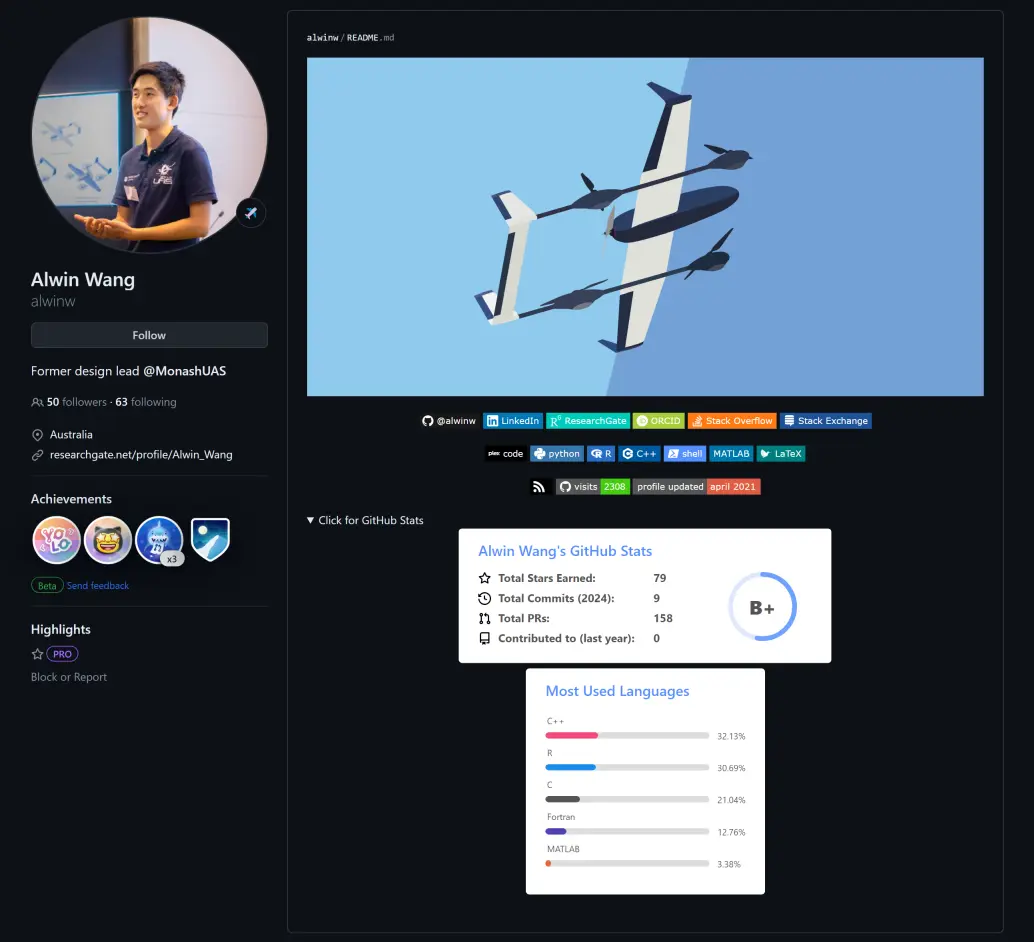 UAS
Alwin Wang
alwinw
Follow
Former design lead @MonashUAS
50 followers · 63 following
Australia
researchgate.net/profile/Alwin_Wang
Achievements
YOLO
x3
Beta Send feedback
Highlights
PRO
Block or Report
alwinw/README.md
@alwinw LinkedIn ResearchGate ORCID Stack Overflow Stack Exchange
code python R C++ shell MATLAB LaTeX
visits 2308 profile updated april 2021
▼ Click for GitHub Stats
Alwin Wang's GitHub Stats
Total Stars Earned: 79
Total Commits (2024): 9
Total PRs: 158
Contributed to (last year): 0
B+
Most Used Languages
C++
32.13%
R
30.69%
C
21.04%
Fortran
12.76%
MATLAB
3.38%